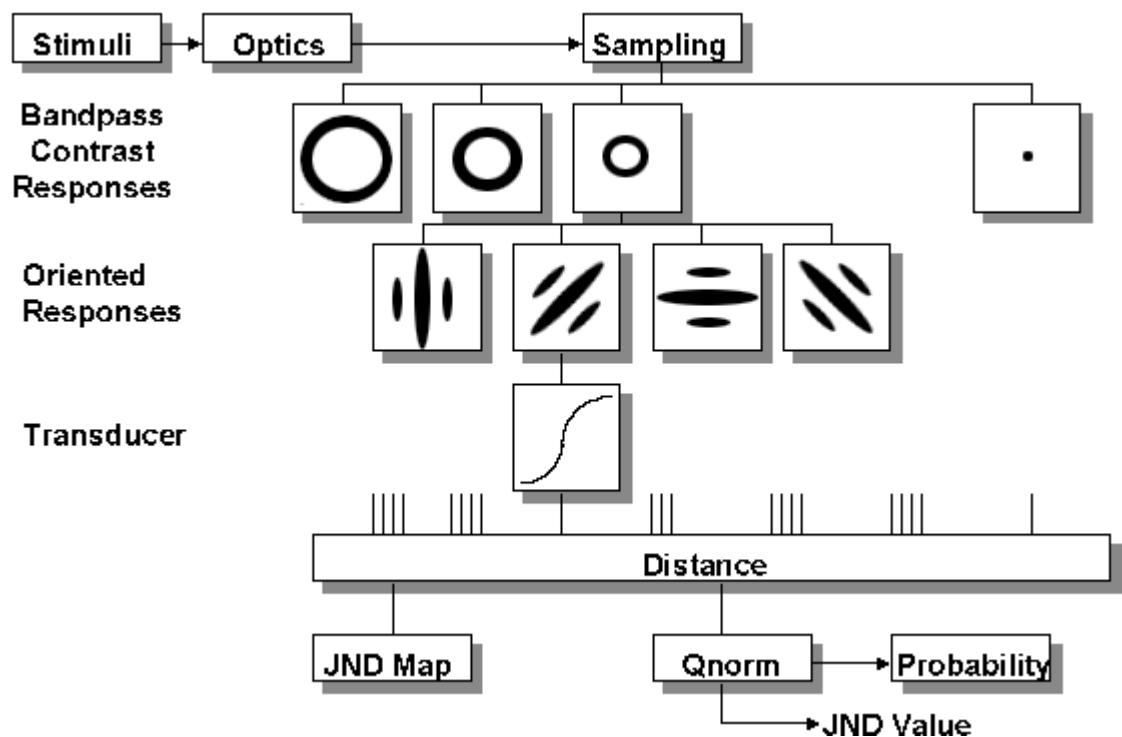 Stimuli
Optics
Sampling
Bandpass
Contrast
Responses
Oriented
Responses
Transducer
Distance
JND Map
Qnorm
Probability
JND Value